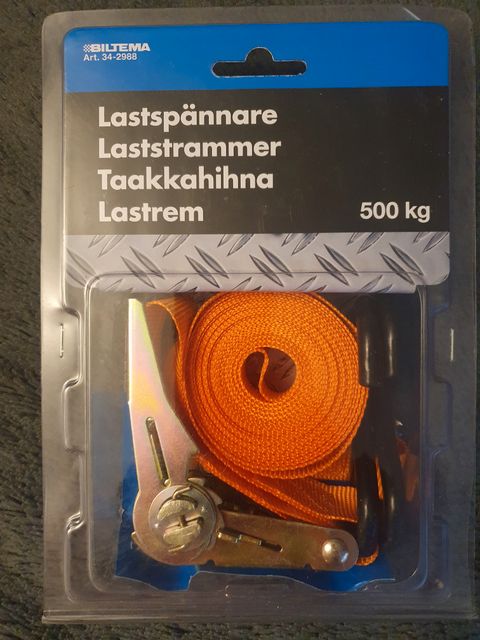 BILTEMA
Art. 34-2988
Lastspännare
Laststrammer
Taakkahihna
Lastrem
500 kg